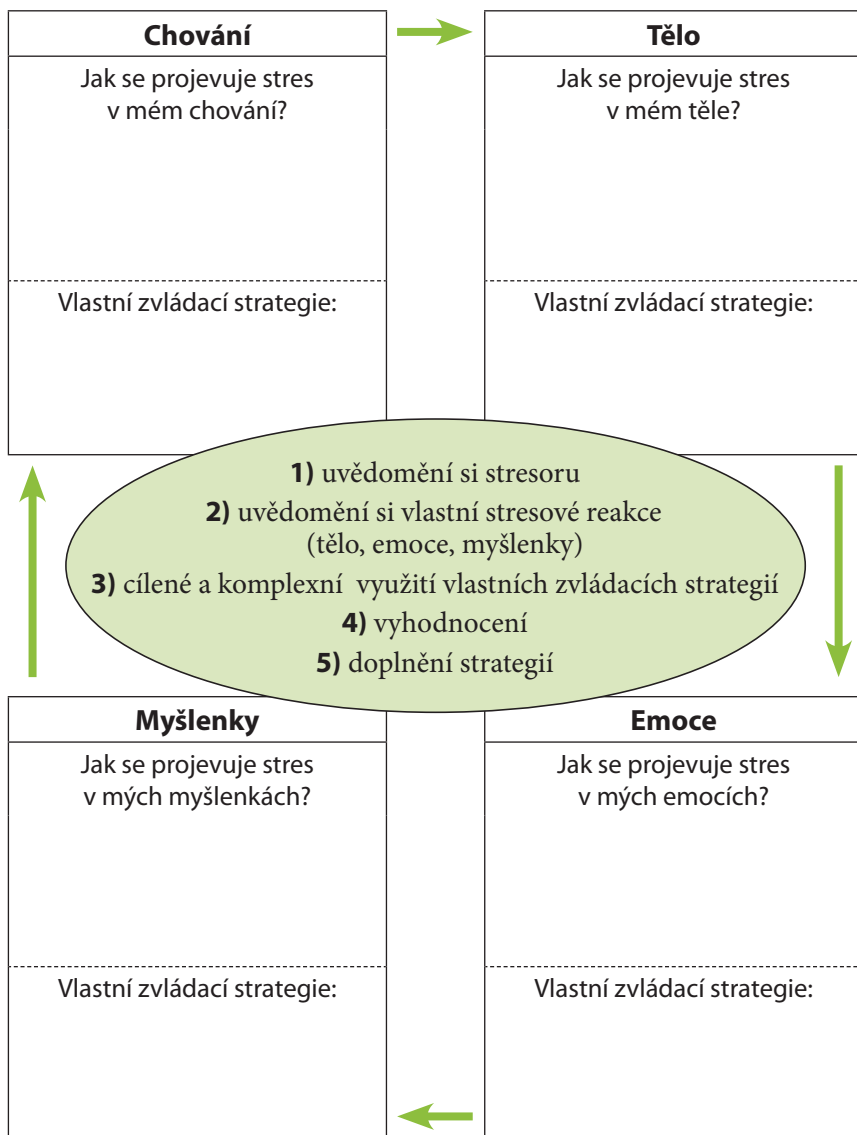 Chování
Jak se projevuje stres
v mém chování?
Vlastní zvládací strategie:
Tělo
Jak se projevuje stres
v mém těle?
Vlastní zvládací strategie:
1) uvědomění si stresoru
2) uvědomění si vlastní stresové reakce
(tělo, emoce, myšlenky)
3) cílené a komplexní  využití vlastních zvládacích strategií
4) vyhodnocení
5) doplnění strategií
Myšlenky
Jak se projevuje stres
v mých myšlenkách?
Vlastní zvládací strategie:
Emoce
Jak se projevuje stres
v mých emocích?
Vlastní zvládací strategie: